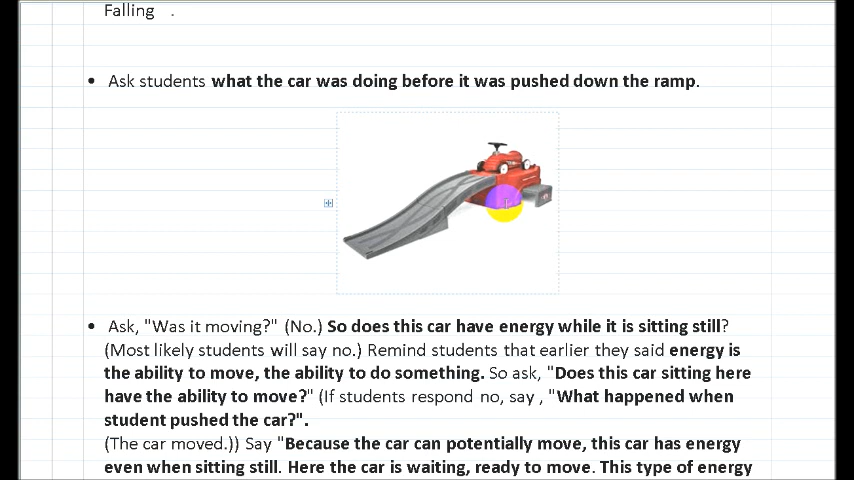 Falling .
• Ask students what the car was doing before it was pushed down the ramp.
• Ask, "Was it moving?" (No.) So does this car have energy while it is sitting still?
(Most likely students will say no.) Remind students that earlier they said energy is
the ability to move, the ability to do something. So ask, "Does this car sitting here
have the ability to move?" (If students respond no, say , "What happened when
student pushed the car?".
(The car moved.)) Say "Because the car can potentially move, this car has energy
even when sitting still. Here the car is waiting, ready to move. This type of energy